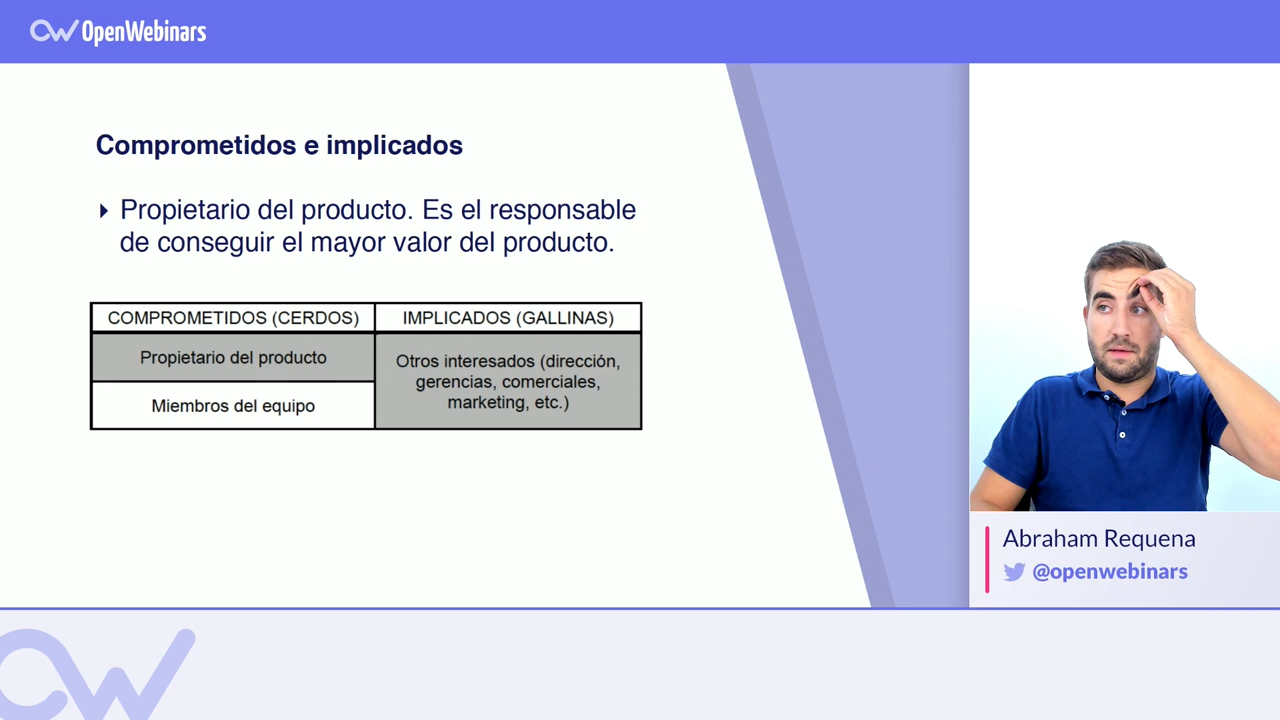 OpenWebinars
Comprometidos e implicados
Propietario del producto. Es el responsable
de conseguir el mayor valor del producto.
COMPROMETIDOS (CERDOS)
IMPLICADOS (GALLINAS)
Propietario del producto
Miembros del equipo
Otros interesados (dirección,
gerencias, comerciales,
marketing, etc.)
Abraham Requena
@openwebinars